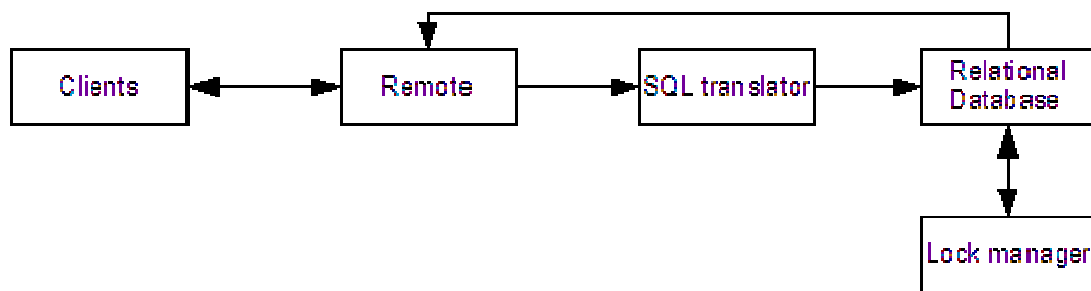 Clients
Remote
SQL translator
Relational
Database
Lock manager